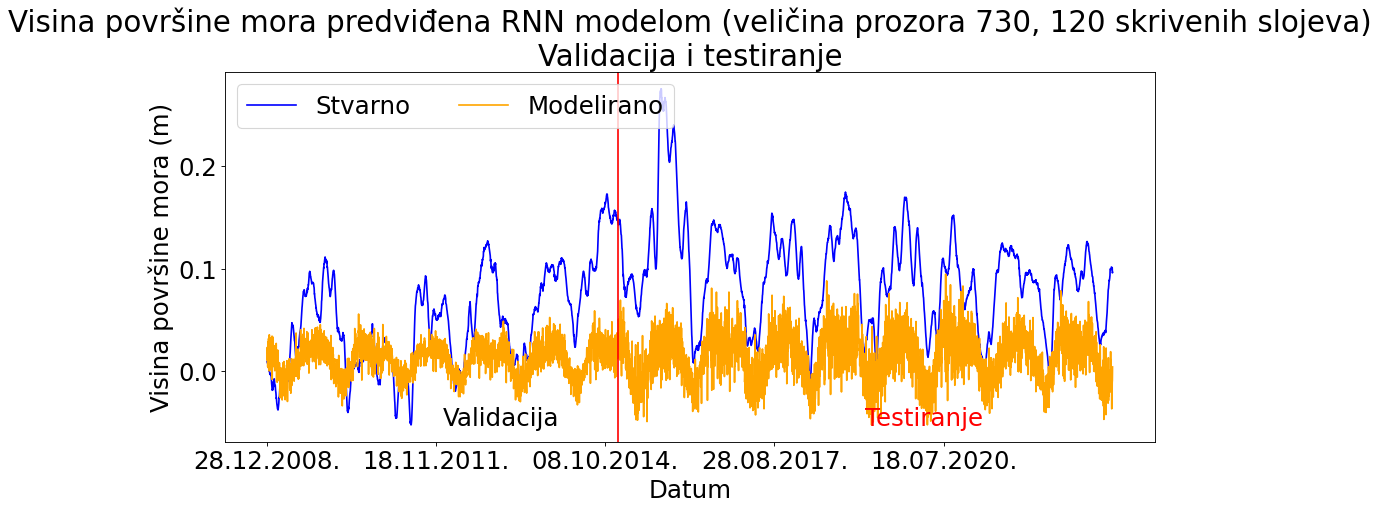 Visina površine mora predviđena RNN modelom (veličina prozora 730, 120 skrivenih slojeva)
Validacija i testiranje
Stvarno
Modelirano
Visina površine mora (m)
0.2
0.1
0.0
Validacija
Testiranje
28.12.2008.
18.11.2011.
08.10.2014.
28.08.2017.
18.07.2020.
Datum